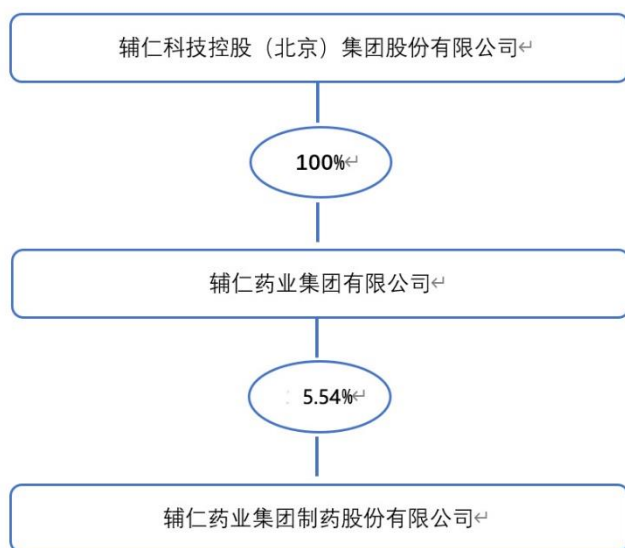 辅仁科技控股（北京）集团股份有限公司↵
100%↵
辅仁药业集团有限公司↵
5.54%↵
辅仁药业集团制药股份有限公司↵